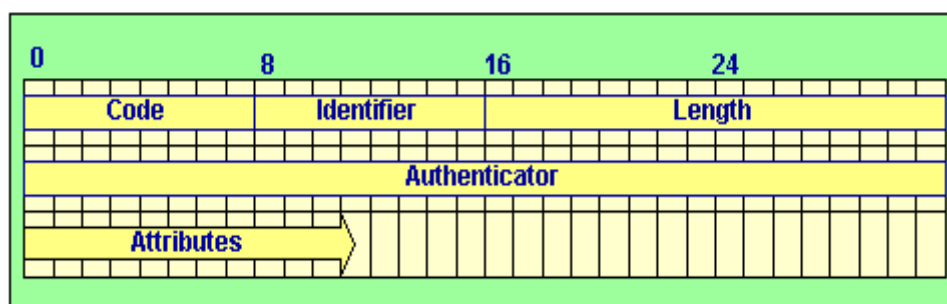 0 8 16 24
Code Identifier Length
Authenticator
Attributes